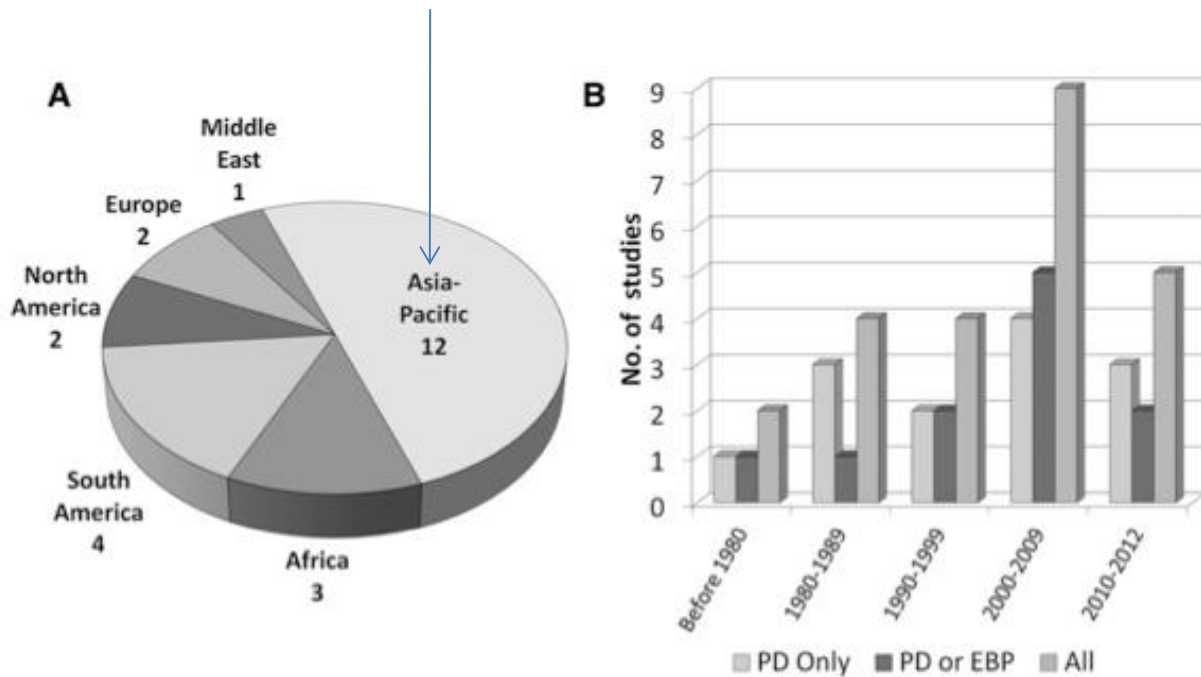 A
Middle
East
1
Europe
2
North
America
2
South
America
4
Africa
3
Asia-
Pacific
12
B
No. of studies
9
8
7
6
5
4
3
2
1
0
Before 1980
1980-1989
1990-1999
2000-2009
2010-2012
PD Only
PD or EBP
All